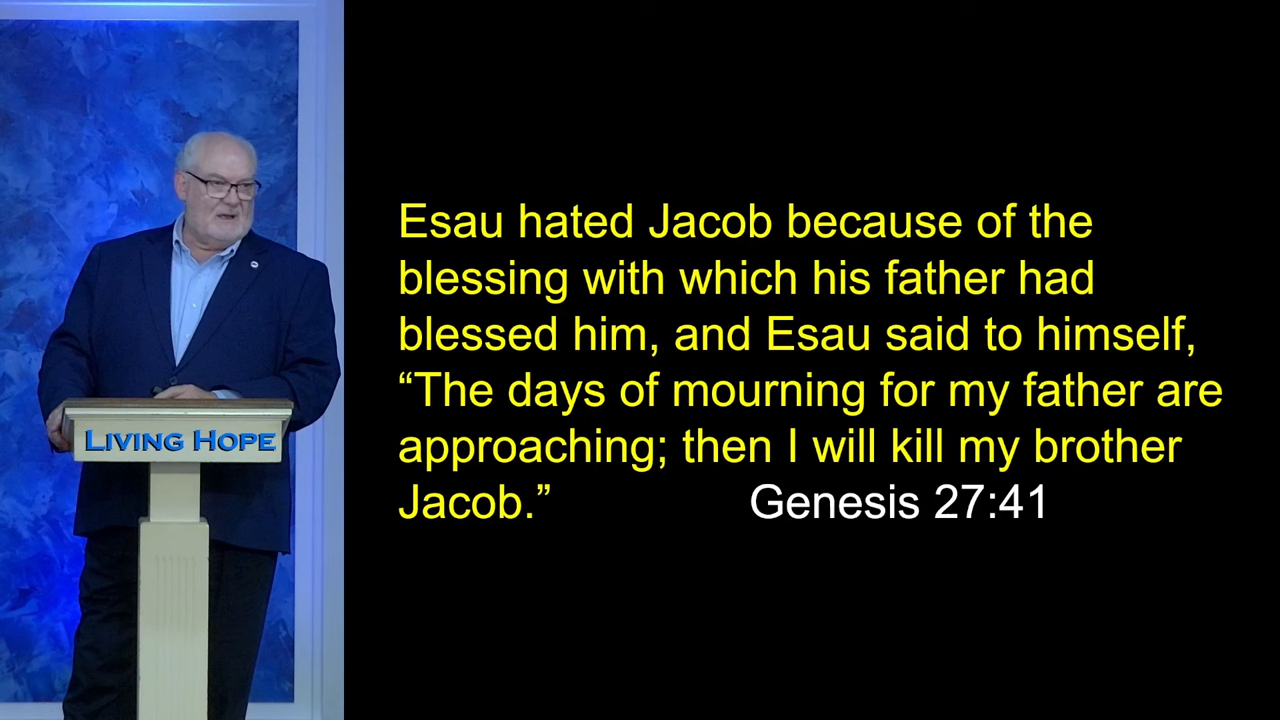 LIVING HOPE
Esau hated Jacob because of the
blessing with which his father had
blessed him, and Esau said to himself,
“The days of mourning for my father are
approaching; then I will kill my brother
Jacob.” Genesis 27:41